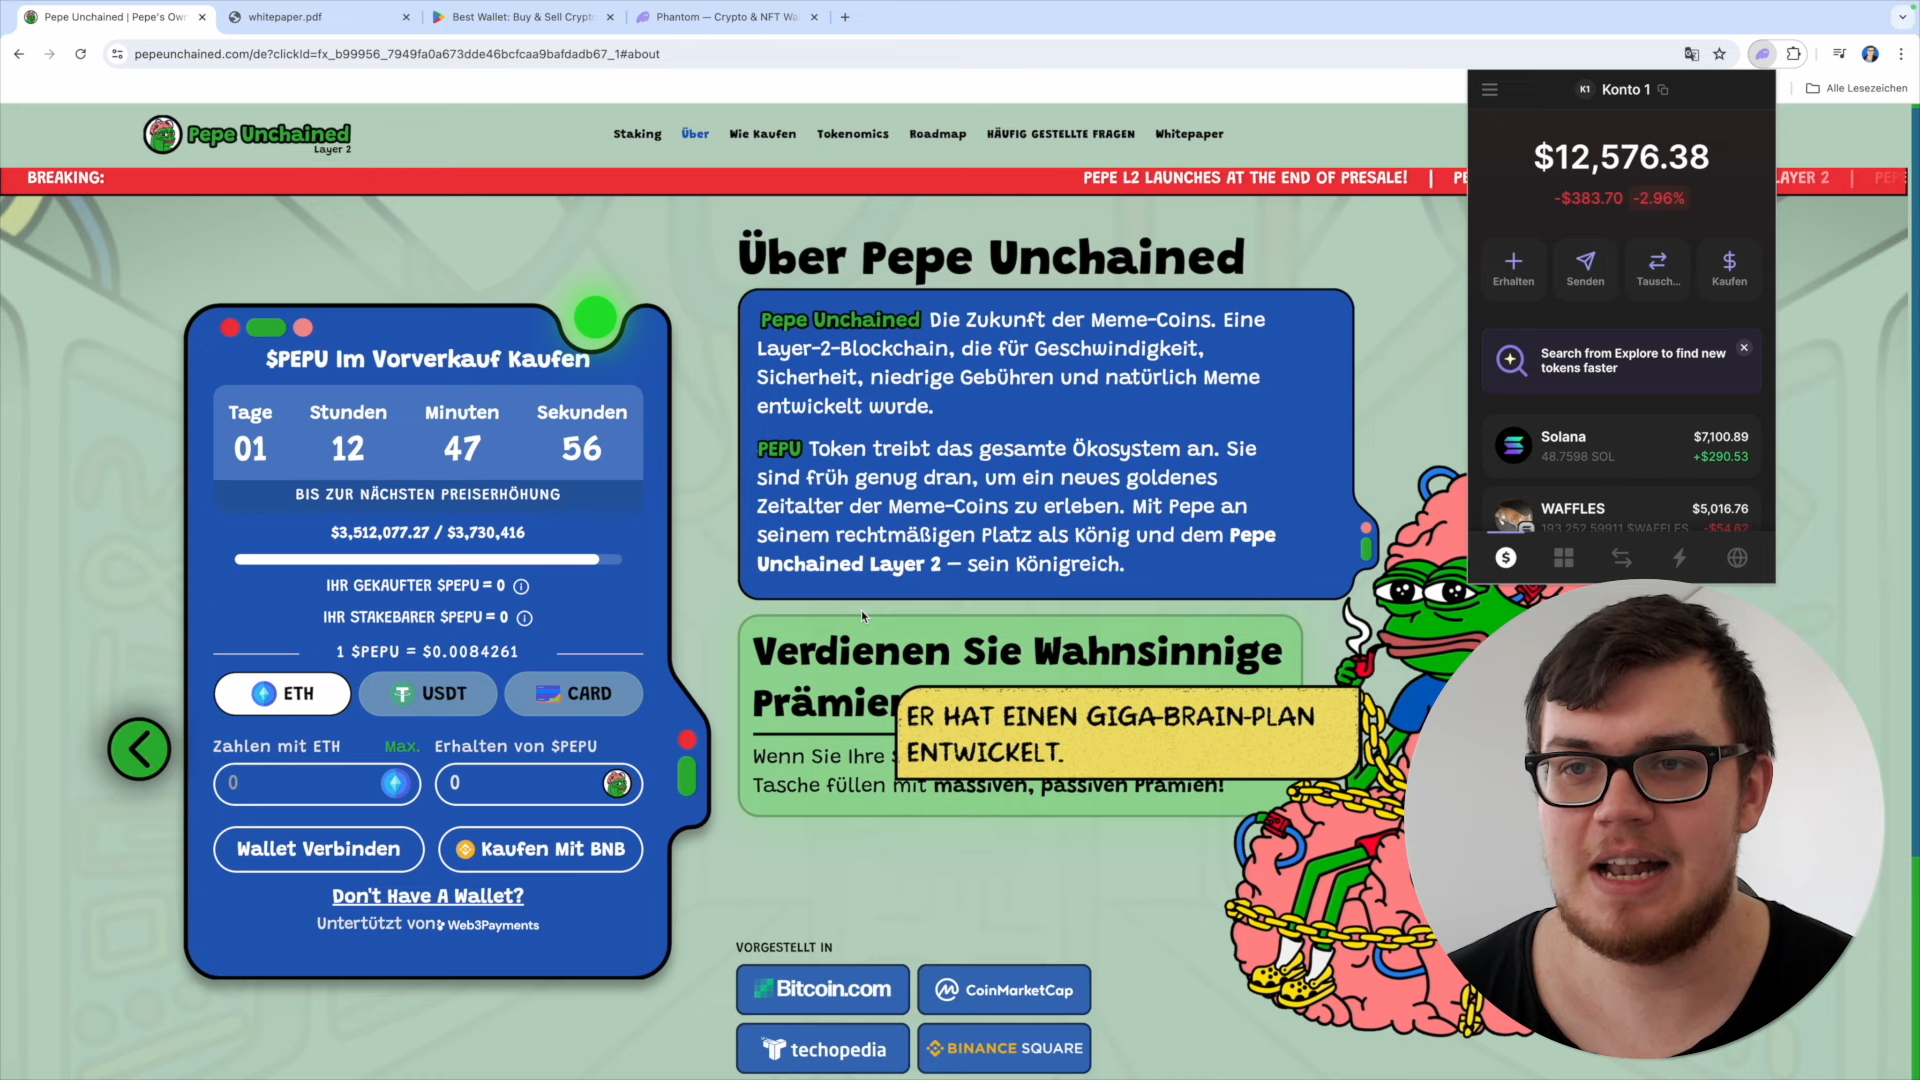 Pepe Unchained | Pepe's Own
whitepaper.pdf
Best Wallet: Buy & Sell Crypto
Phantom — Crypto & NFT Wa
pepeunchained.com/de?clickId=fx_b99956_7949fa0a673dde46bcfcaa9bafdadb67_1#about
Alle Lesezeichen
Pepe Unchained
Layer 2
Staking
Über
Wie Kaufen
Tokenomics
Roadmap
HÄUFIG GESTELLTE FRAGEN
Whitepaper
BREAKING:
PEPE L2 LAUNCHES AT THE END OF PRESALE! | PE
LAYER 2 | PEPE
K1 Konto 1
$12,576.38
-$383.70 -2.96%
Erhalten
Senden
Tausch...
Kaufen
Search from Explore to find new
tokens faster
Solana
$7,100.89
48.7598 SOL
+$290.53
WAFFLES
$5,016.76
193,252.59911 $WAFFLES
-$54.62
$PEPU Im Vorverkauf Kaufen
Tage Stunden Minuten Sekunden
01 12 47 56
BIS ZUR NÄCHSTEN PREISERHÖHUNG
$3,512,077.27 / $3,730,416
IHR GEKAUFTER $PEPU = 0
IHR STAKEBARER $PEPU = 0
1 $PEPU = $0.0084261
ETH
USDT
CARD
Zahlen mit ETH Max.
Erhalten von $PEPU
0
0
Wallet Verbinden
Kaufen Mit BNB
Don't Have A Wallet?
Untertützt von Web3Payments
Über Pepe Unchained
Pepe Unchained Die Zukunft der Meme-Coins. Eine
Layer-2-Blockchain, die für Geschwindigkeit,
Sicherheit, niedrige Gebühren und natürlich Meme
entwickelt wurde.
PEPU Token treibt das gesamte Ökosystem an. Sie
sind früh genug dran, um ein neues goldenes
Zeitalter der Meme-Coins zu erleben. Mit Pepe an
seinem rechtmäßigen Platz als König und dem Pepe
Unchained Layer 2 – sein Königreich.
Verdienen Sie Wahnsinnige
Prämien
ER HAT EINEN GIGA-BRAIN-PLAN
ENTWICKELT.
Wenn Sie Ihre
Tasche füllen mit massiven, passiven Prämien!
VORGESTELLT IN
Bitcoin.com
CoinMarketCap
techopedia
BINANCE SQUARE